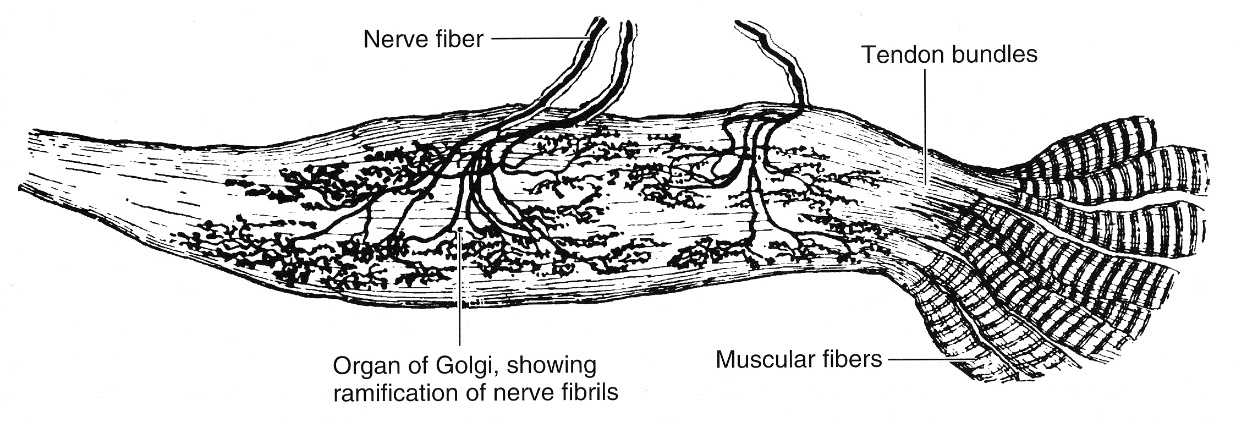 Nerve fiber
Tendon bundles
Organ of Golgi, showing
ramification of nerve fibrils
Muscular fibers